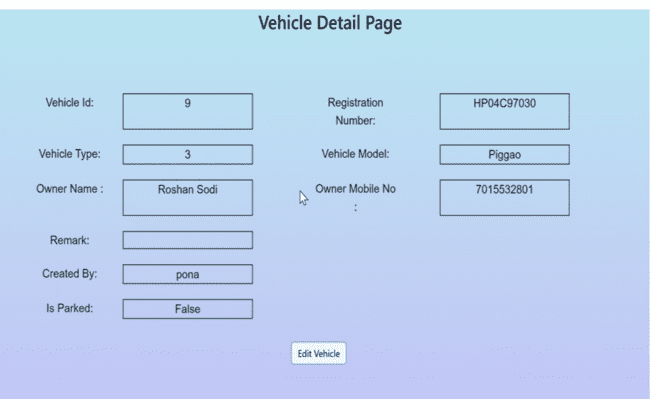 Vehicle Detail Page
Vehicle Id: 9 Registration Number: HP04C97030
Vehicle Type: 3 Vehicle Model: Piggao
Owner Name : Roshan Sodi Owner Mobile No : 7015532801
Remark:
Created By: pona
Is Parked: False
Edit Vehicle